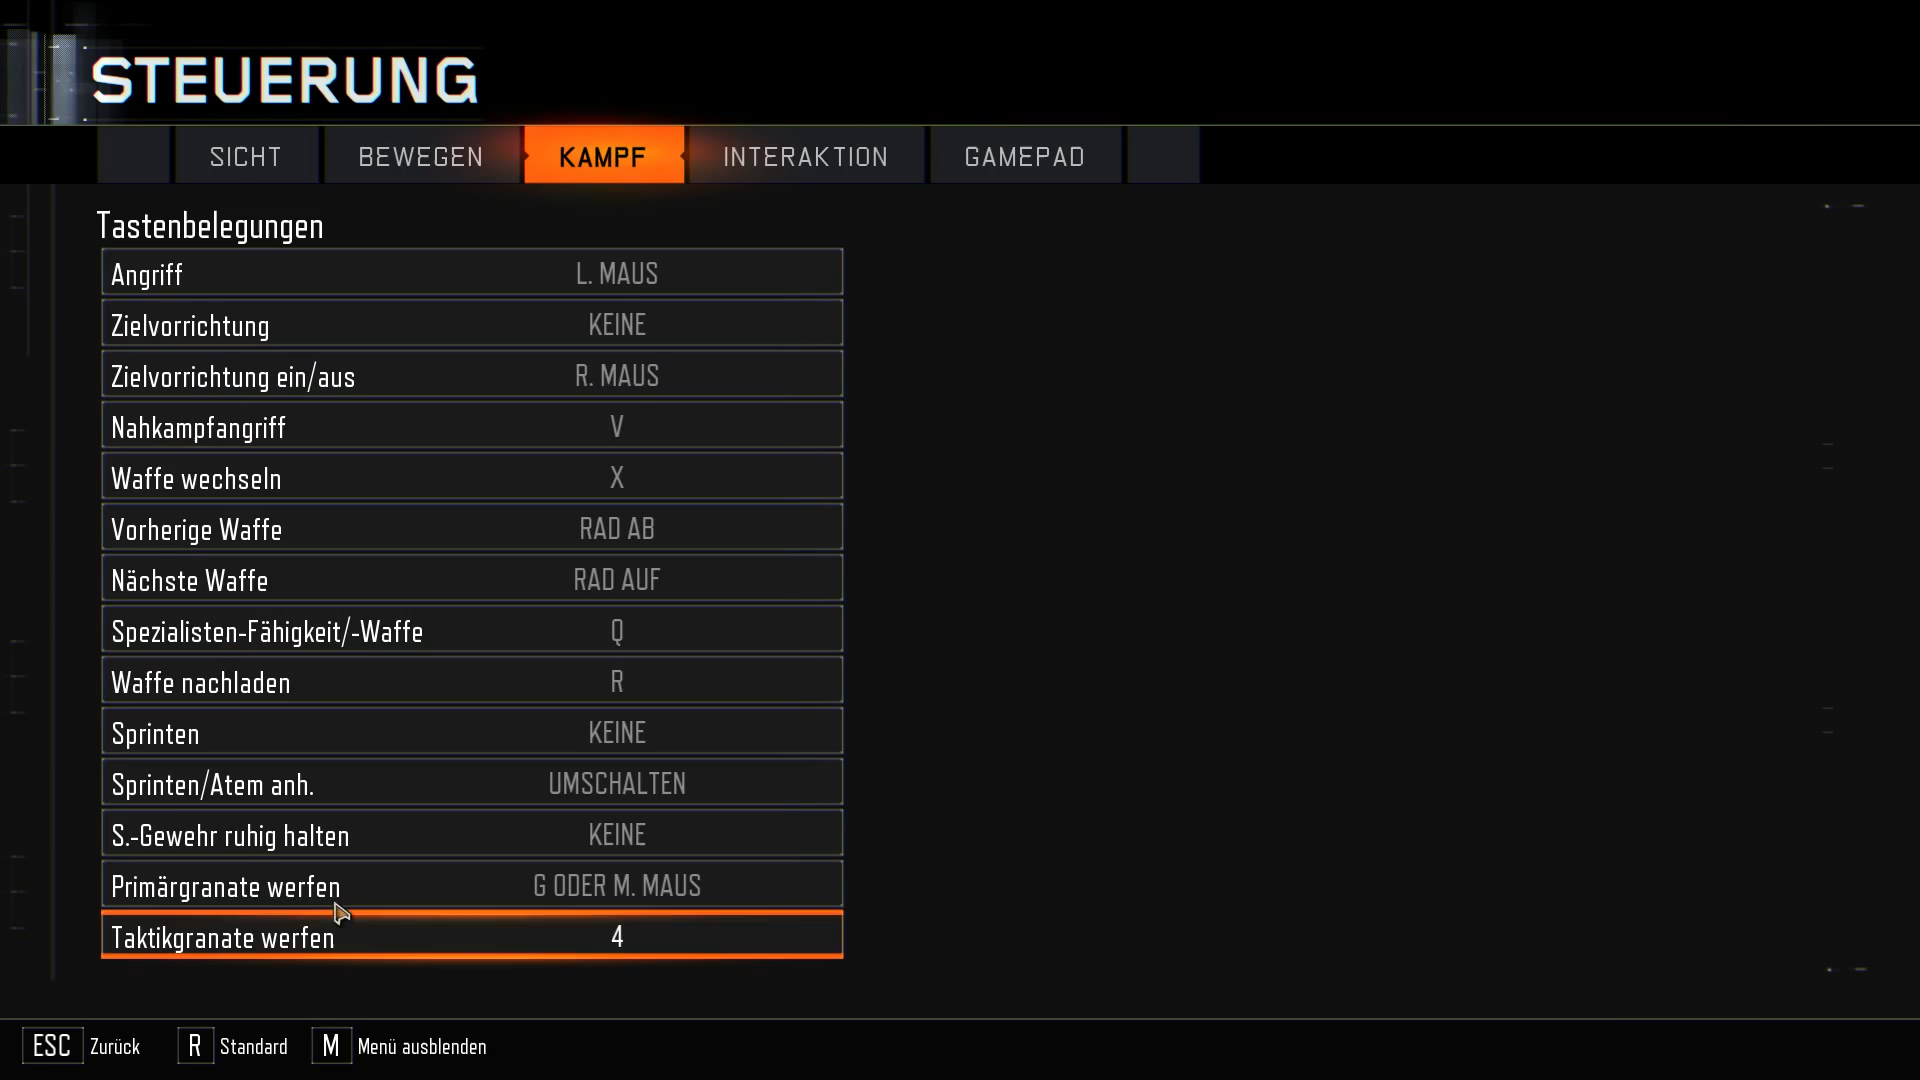 STEUERUNG
SICHT BEWEGEN KAMPF INTERAKTION GAMEPAD
Tastenbelegungen
Angriff L. MAUS
Zielvorrichtung KEINE
Zielvorrichtung ein/aus R. MAUS
Nahkampfangriff V
Waffe wechseln X
Vorherige Waffe RAD AB
Nächste Waffe RAD AUF
Spezialisten-Fähigkeit/-Waffe Q
Waffe nachladen R
Sprinten KEINE
Sprinten/Atem anh. UMSCHALTEN
S.-Gewehr ruhig halten KEINE
Primärgranate werfen G ODER M. MAUS
Taktikgranate werfen 4
ESC Zurück R Standard M Menü ausblenden